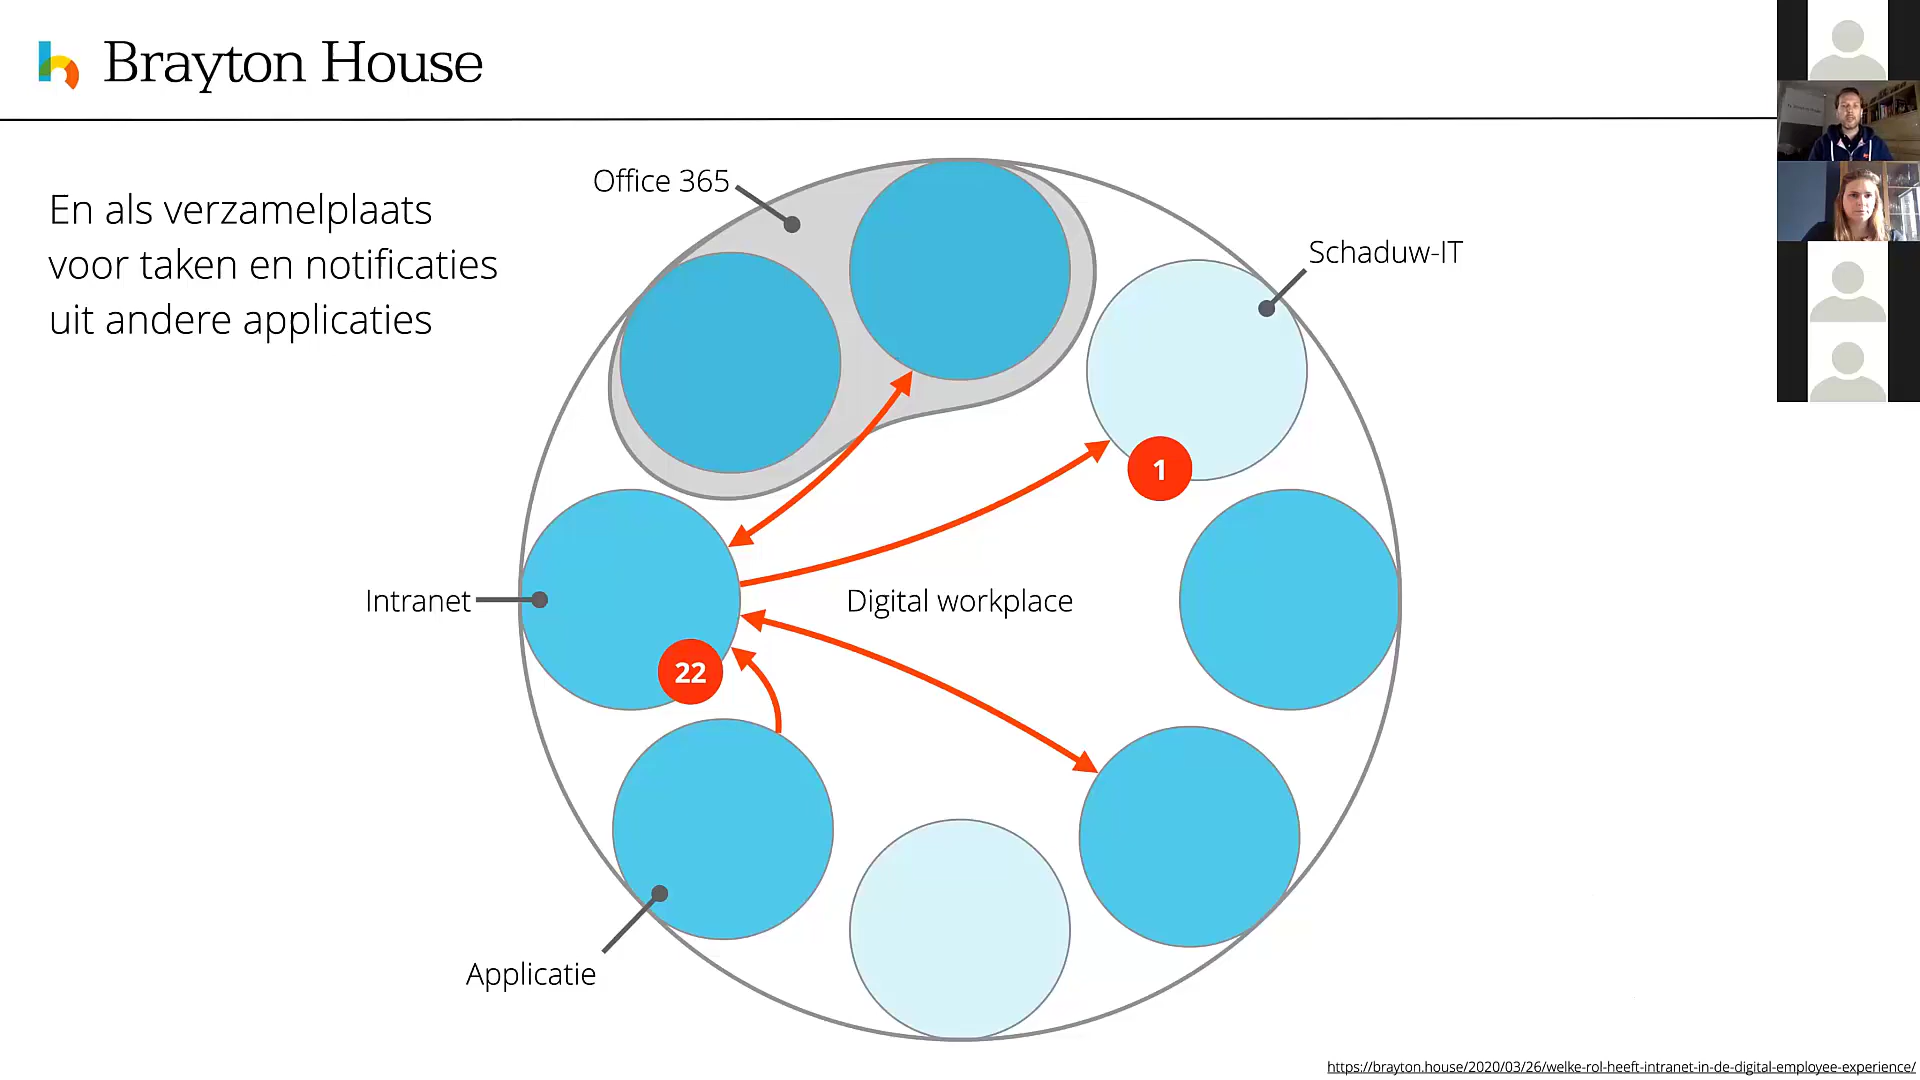 Brayton House
En als verzamelplaats
voor taken en notificaties
uit andere applicaties
Office 365
Schaduw-IT
1
Intranet
Digital workplace
22
Applicatie
https://brayton.house/2020/03/26/welke-rol-heeft-intranet-in-de-digital-employee-experience/